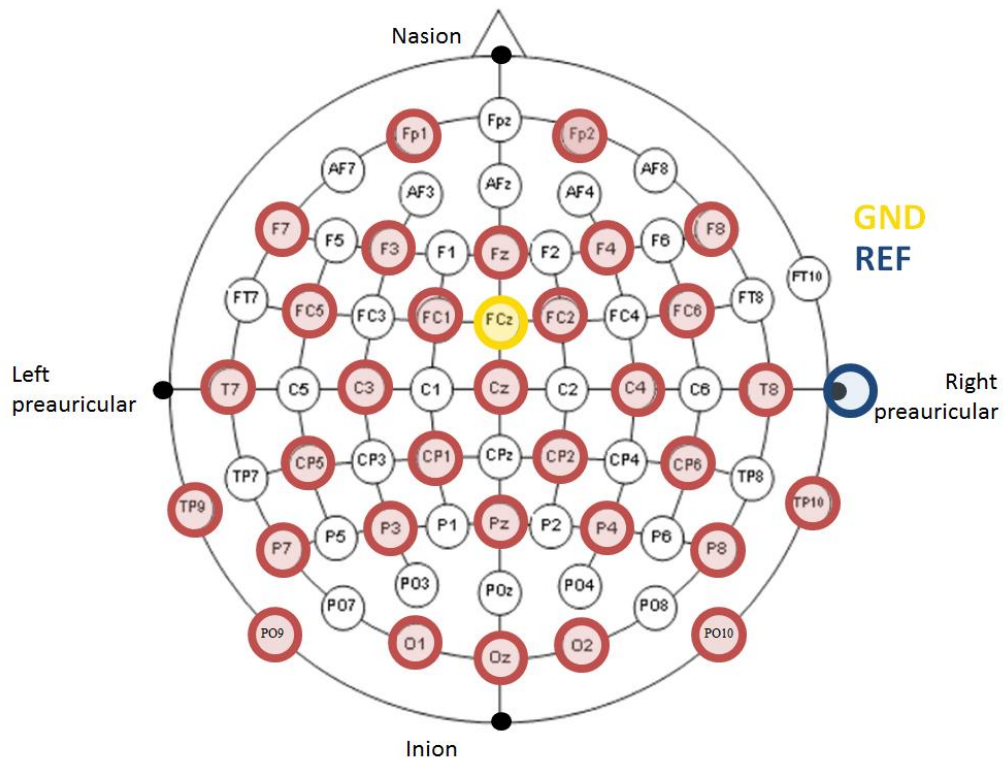 Nasion
Fpz
Fp1 Fp2
AF7 AF8
AF3 AFz AF4
F7 F8
F5 F3 F1 Fz F2 F4 F6
GND
REF
FT10
FT7 FT8
FC5 FC3 FC1 FCz FC2 FC4 FC6
Left
preauricular
T7 C5 C3 C1 Cz C2 C4 C6 T8
Right
preauricular
CP5 CP3 CP1 CPz CP2 CP4 CP6
TP7 TP8
TP9 TP10
P7 P5 P3 P1 Pz P2 P4 P6 P8
PO3 POz PO4
PO7 PO8
PO9 PO10
O1 Oz O2
Inion